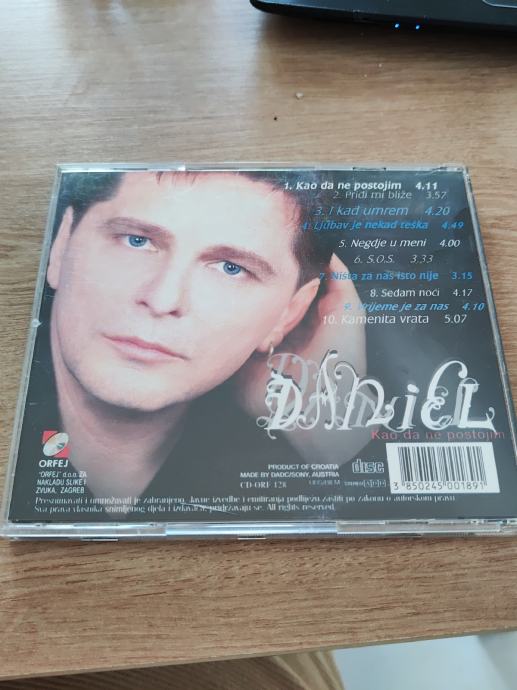 1. Kao da ne postojim 4.11
2. Priđi mi bliže 3.57
3. I kad umrem 4.20
4. Ljubav je nekad teška 4.49
5. Negdje u meni 4.00
6. S.O.S. 3.33
7. Ništa za nas isto nije 3.15
8. Sedam noći 4.17
9. Vrijeme je za nas 4.10
10. Kamenita vrata 5.07
DANiEL
Kao da ne postojim
ORFEJ
"ORFEJ" d.o.o. ZA
NAKLADU SLIKE I
ZVUKA, ZAGREB
PRODUCT OF CROATIA
MADE BY DADC/SONY, AUSTRIA
CD ORF 128
disc
3 850245 001891
Presnimavati i umnožavati je zabranjeno. Javne izvedbe i emitiranja podliježu zaštiti po zakonu o autorskom pravu.
Sva prava vlasnika snimljenog djela i izdavača pridržavaju se. All rights reserved.